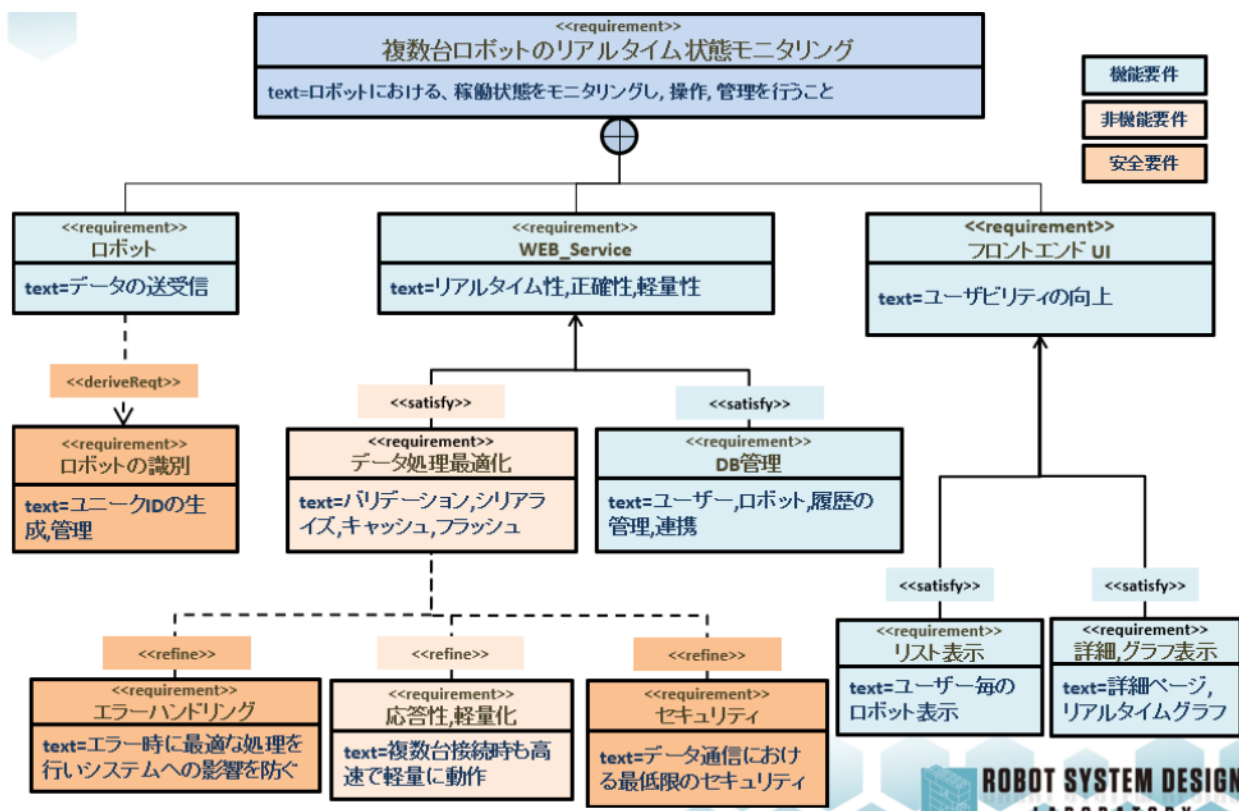 <<requirement>>
複数台ロボットのリアルタイム状態モニタリング
text=ロボットにおける、稼働状態をモニタリングし, 操作, 管理を行うこと
機能要件
非機能要件
安全要件
<<requirement>>
ロボット
text=データの送受信
<<requirement>>
WEB_Service
text=リアルタイム性,正確性,軽量性
<<requirement>>
フロントエンド UI
text=ユーザビリティの向上
<<deriveReqt>>
<<satisfy>>
<<satisfy>>
<<requirement>>
ロボットの識別
text=ユニークIDの生
成,管理
<<requirement>>
データ処理最適化
text=バリデーション,シリアラ
イズ,キャッシュ,フラッシュ
<<requirement>>
DB管理
text=ユーザー,ロボット,履歴の
管理,連携
<<satisfy>>
<<satisfy>>
<<refine>>
<<refine>>
<<refine>>
<<requirement>>
リスト表示
text=ユーザー毎の
ロボット表示
<<requirement>>
詳細,グラフ表示
text=詳細ページ,
リアルタイムグラフ
<<requirement>>
エラーハンドリング
text=エラー時に最適な処理を
行いシステムへの影響を防ぐ
<<requirement>>
応答性,軽量化
text=複数台接続時も高
速で軽量に動作
<<requirement>>
セキュリティ
text=データ通信におけ
る最低限のセキュリティ
ROBOT SYSTEM DESIGN